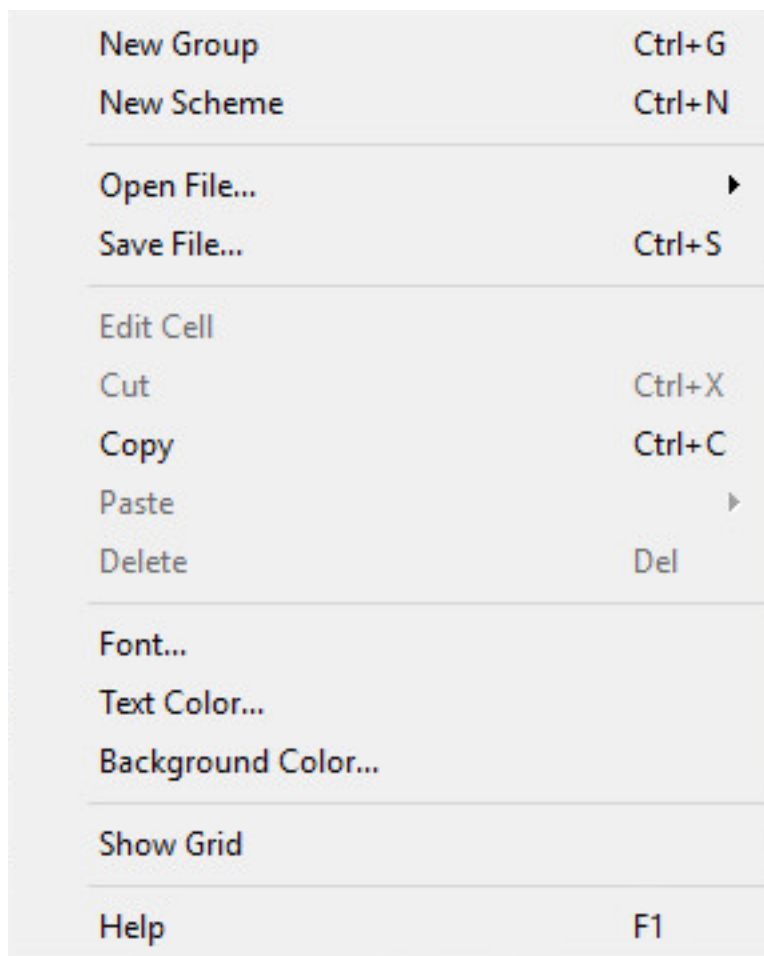 New Group Ctrl+G
New Scheme Ctrl+N
Open File...
Save File... Ctrl+S
Edit Cell
Cut Ctrl+X
Copy Ctrl+C
Paste
Delete Del
Font...
Text Color...
Background Color...
Show Grid
Help F1